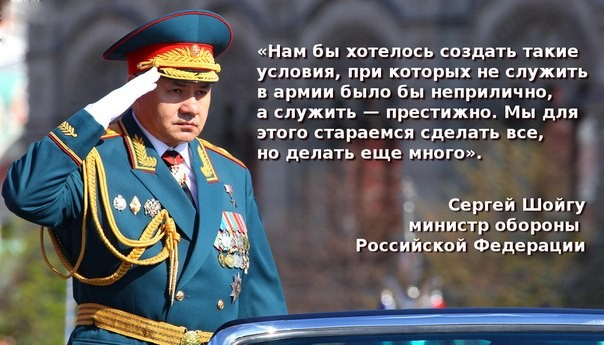 «Нам бы хотелось создать такие
условия, при которых не служить
в армии было бы неприлично,
а служить — престижно. Мы для
этого стараемся сделать все,
но делать еще много».
Сергей Шойгу
министр обороны
Российской Федерации